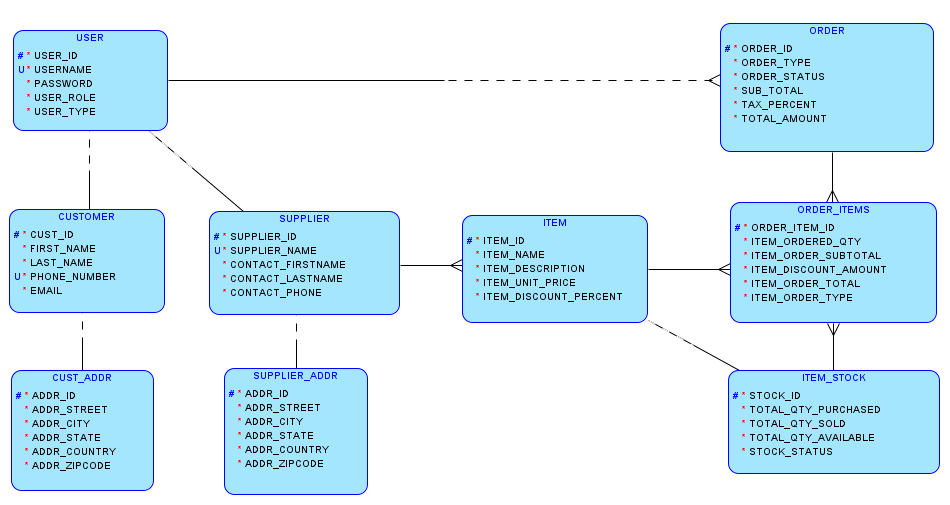 USER
# * USER_ID
U * USERNAME
* PASSWORD
* USER_ROLE
* USER_TYPE
ORDER
# * ORDER_ID
* ORDER_TYPE
* ORDER_STATUS
* SUB_TOTAL
* TAX_PERCENT
* TOTAL_AMOUNT
CUSTOMER
# * CUST_ID
* FIRST_NAME
* LAST_NAME
U * PHONE_NUMBER
* EMAIL
SUPPLIER
# * SUPPLIER_ID
U * SUPPLIER_NAME
* CONTACT_FIRSTNAME
* CONTACT_LASTNAME
* CONTACT_PHONE
ITEM
# * ITEM_ID
* ITEM_NAME
* ITEM_DESCRIPTION
* ITEM_UNIT_PRICE
* ITEM_DISCOUNT_PERCENT
ORDER_ITEMS
# * ORDER_ITEM_ID
* ITEM_ORDERED_QTY
* ITEM_ORDER_SUBTOTAL
* ITEM_DISCOUNT_AMOUNT
* ITEM_ORDER_TOTAL
* ITEM_ORDER_TYPE
CUST_ADDR
# * ADDR_ID
* ADDR_STREET
* ADDR_CITY
* ADDR_STATE
* ADDR_COUNTRY
* ADDR_ZIPCODE
SUPPLIER_ADDR
# * ADDR_ID
* ADDR_STREET
* ADDR_CITY
* ADDR_STATE
* ADDR_COUNTRY
* ADDR_ZIPCODE
ITEM_STOCK
# * STOCK_ID
* TOTAL_QTY_PURCHASED
* TOTAL_QTY_SOLD
* TOTAL_QTY_AVAILABLE
* STOCK_STATUS